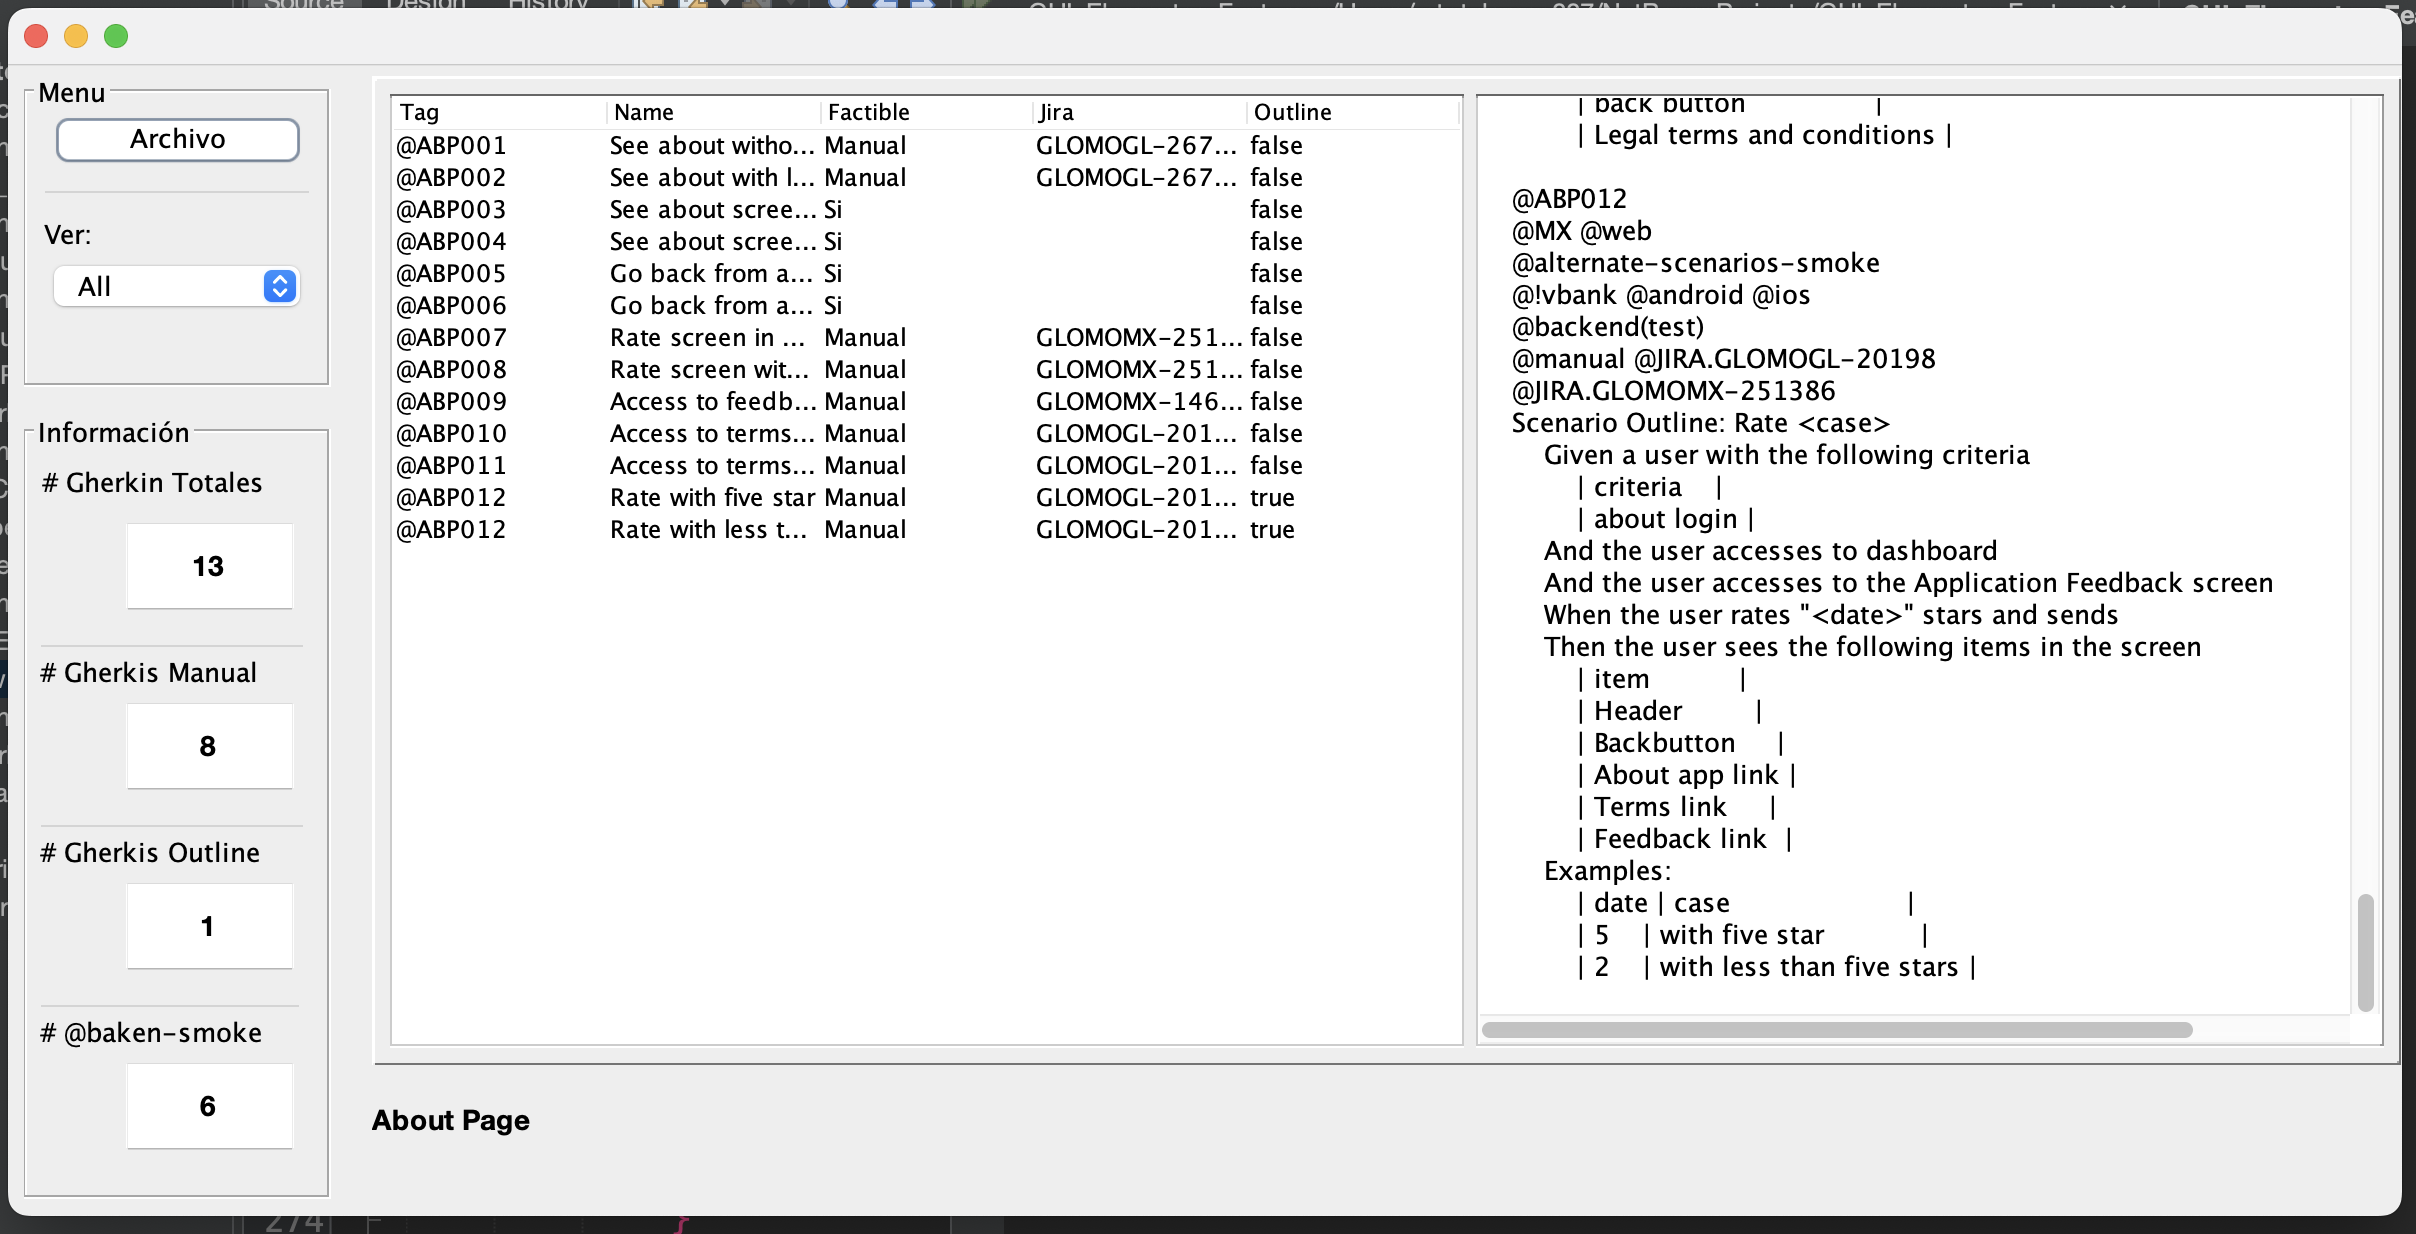 Source Design History
Menu
Archivo
Ver:
All
Información
# Gherkin Totales
13
# Gherkis Manual
8
# Gherkis Outline
1
# @baken-smoke
6
Tag Name Factible Jira Outline
@ABP001 See about witho... Manual GLOMOGL-267... false
@ABP002 See about with l... Manual GLOMOGL-267... false
@ABP003 See about scree... Si false
@ABP004 See about scree... Si false
@ABP005 Go back from a... Si false
@ABP006 Go back from a... Si false
@ABP007 Rate screen in ... Manual GLOMOMX-251... false
@ABP008 Rate screen wit... Manual GLOMOMX-251... false
@ABP009 Access to feedb... Manual GLOMOMX-146... false
@ABP010 Access to terms... Manual GLOMOGL-201... false
@ABP011 Access to terms... Manual GLOMOGL-201... false
@ABP012 Rate with five star Manual GLOMOGL-201... true
@ABP012 Rate with less t... Manual GLOMOGL-201... true
| back button |
| Legal terms and conditions |
@ABP012
@MX @web
@alternate-scenarios-smoke
@!vbank @android @ios
@backend(test)
@manual @JIRA.GLOMOGL-20198
@JIRA.GLOMOMX-251386
Scenario Outline: Rate <case>
Given a user with the following criteria
| criteria |
| about login |
And the user accesses to dashboard
And the user accesses to the Application Feedback screen
When the user rates "<date>" stars and sends
Then the user sees the following items in the screen
| item |
| Header |
| Backbutton |
| About app link |
| Terms link |
| Feedback link |
Examples:
| date | case |
| 5 | with five star |
| 2 | with less than five stars |
About Page
274 }